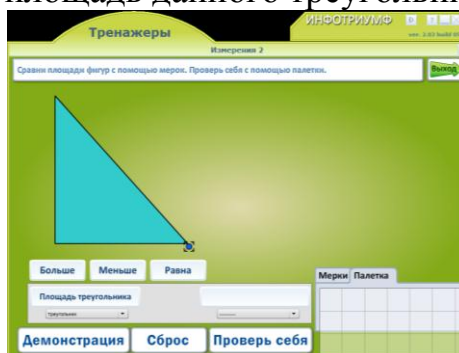 площадь данного треугольни
Тренажеры
ИНФОТРИУМФ
Измерения 2
Сравни площади фигур с помощью мерок. Проверь себя с помощью палетки.
Выход
Больше Меньше Равна
Мерки Палетка
Площадь треугольника
треугольник
Демонстрация Сброс Проверь себя